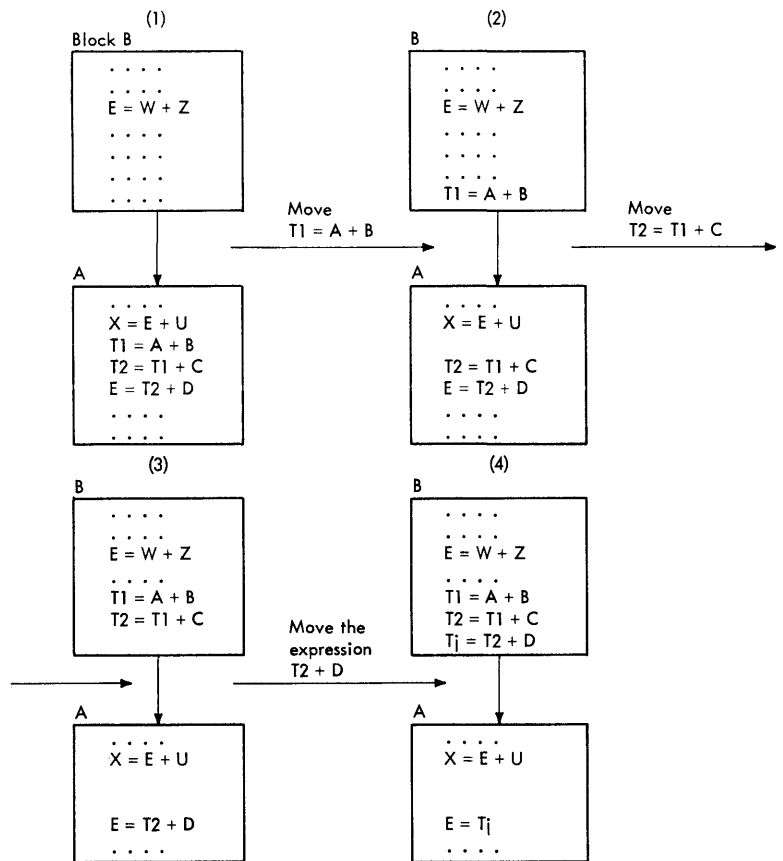 (1)
Block B
. . . .
. . . .
E = W + Z
. . . .
. . . .
. . . .
. . . .
Move
T1 = A + B
A
. . . .
X = E + U
T1 = A + B
T2 = T1 + C
E = T2 + D
. . . .
. . . .
(2)
B
. . . .
. . . .
E = W + Z
. . . .
. . . .
. . . .
T1 = A + B
Move
T2 = T1 + C
A
. . . .
X = E + U
T2 = T1 + C
E = T2 + D
. . . .
. . . .
(3)
B
. . . .
. . . .
E = W + Z
. . . .
T1 = A + B
T2 = T1 + C
Move the
expression
T2 + D
A
. . . .
X = E + U
E = T2 + D
. . . .
(4)
B
. . . .
. . . .
E = W + Z
. . . .
T1 = A + B
T2 = T1 + C
Tj = T2 + D
A
. . . .
X = E + U
E = Tj
. . . .